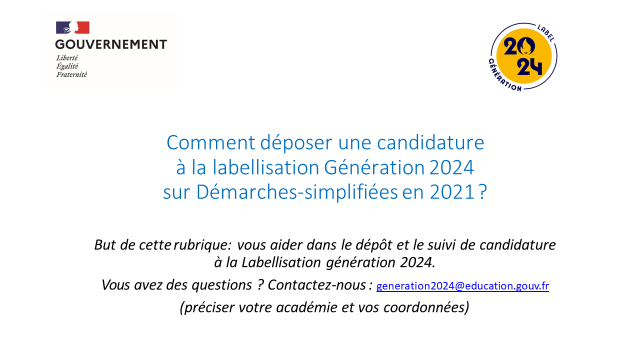 GOUVERNEMENT
Liberté
Égalité
Fraternité
LABEL
2024
GÉNÉRATION
Comment déposer une candidature
à la labellisation Génération 2024
sur Démarches-simplifiées en 2021?
But de cette rubrique: vous aider dans le dépôt et le suivi de candidature
à la Labellisation génération 2024.
Vous avez des questions ? Contactez-nous : generation2024@education.gouv.fr
(préciser votre académie et vos coordonnées)